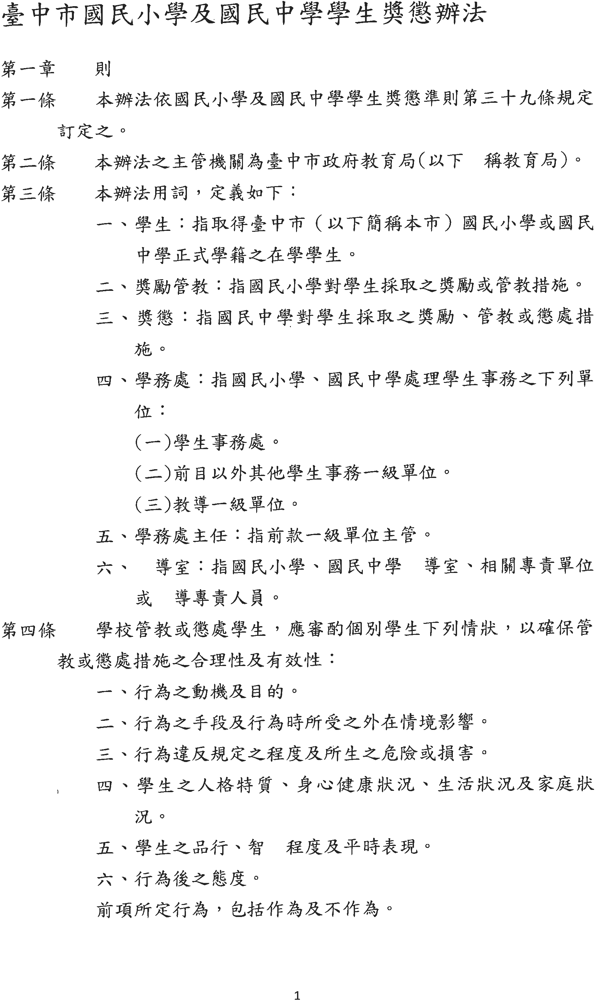 臺中市國民小學及國民中學學生獎懲辦法
第一章　　則
第一條　　本辦法依國民小學及國民中學學生獎懲準則第三十九條規定
訂定之。
第二條　　本辦法之主管機關為臺中市政府教育局(以下　稱教育局)。
第三條　　本辦法用詞，定義如下：
一、學生：指取得臺中市（以下簡稱本市）國民小學或國民
中學正式學籍之在學學生。
二、獎勵管教：指國民小學對學生採取之獎勵或管教措施。
三、獎懲：指國民中學對學生採取之獎勵、管教或懲處措
施。
四、學務處：指國民小學、國民中學處理學生事務之下列單
位：
(一)學生事務處。
(二)前目以外其他學生事務一級單位。
(三)教導一級單位。
五、學務處主任：指前款一級單位主管。
六、　導室：指國民小學、國民中學　導室、相關專責單位
或　導專責人員。
第四條　　學校管教或懲處學生，應審酌個別學生下列情狀，以確保管
教或懲處措施之合理性及有效性：
一、行為之動機及目的。
二、行為之手段及行為時所受之外在情境影響。
三、行為違反規定之程度及所生之危險或損害。
四、學生之人格特質、身心健康狀況、生活狀況及家庭狀
況。
五、學生之品行、智　程度及平時表現。
六、行為後之態度。
前項所定行為，包括作為及不作為。
1